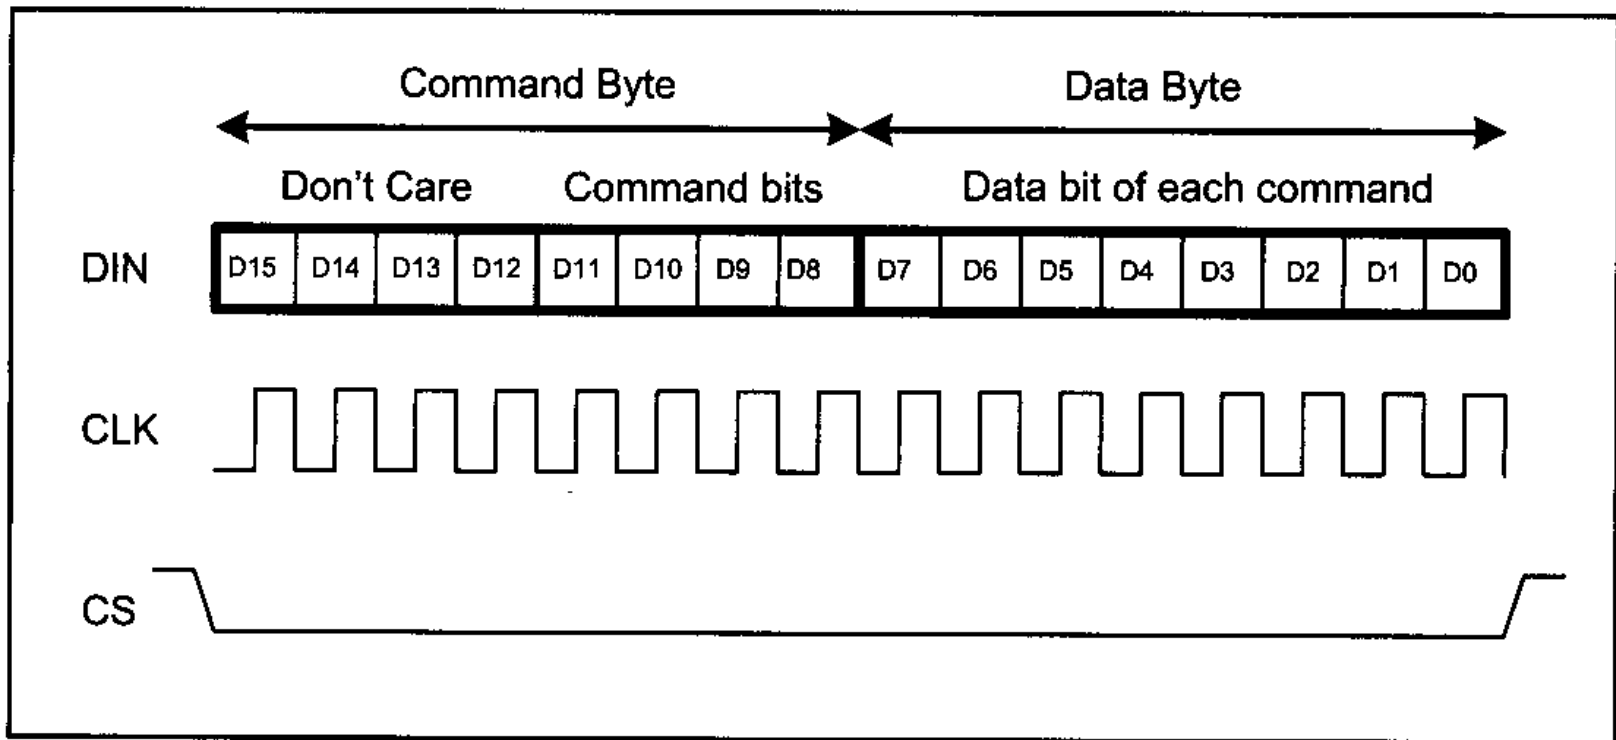 Command Byte Data Byte
Don't Care Command bits Data bit of each command
DIN D15 D14 D13 D12 D11 D10 D9 D8 D7 D6 D5 D4 D3 D2 D1 D0
CLK
CS